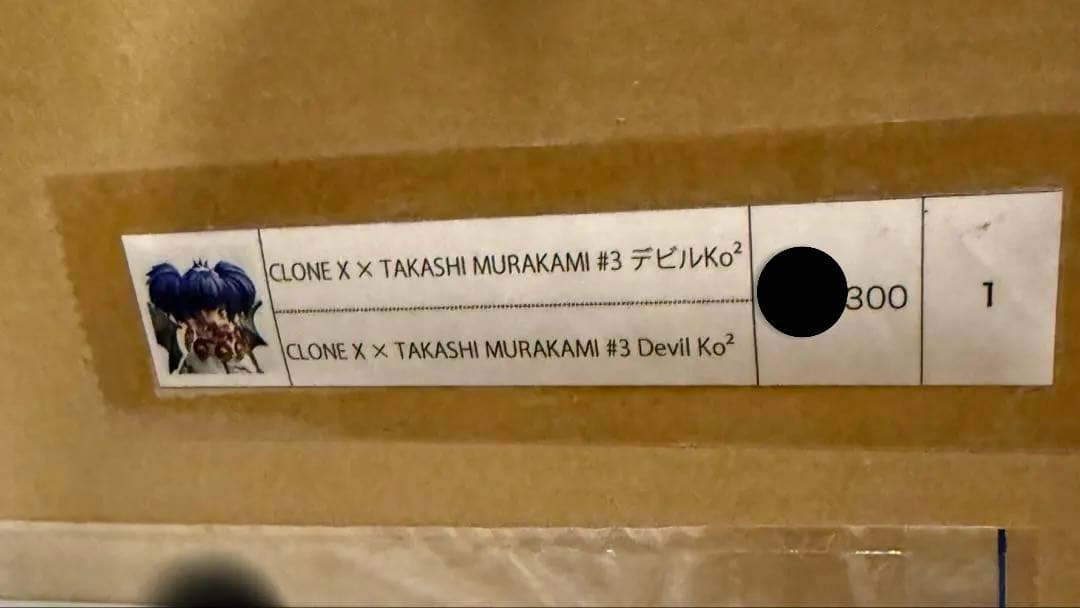 CLONE X × TAKASHI MURAKAMI #3 デビルKo²
CLONE X × TAKASHI MURAKAMI #3 Devil Ko²
300
1